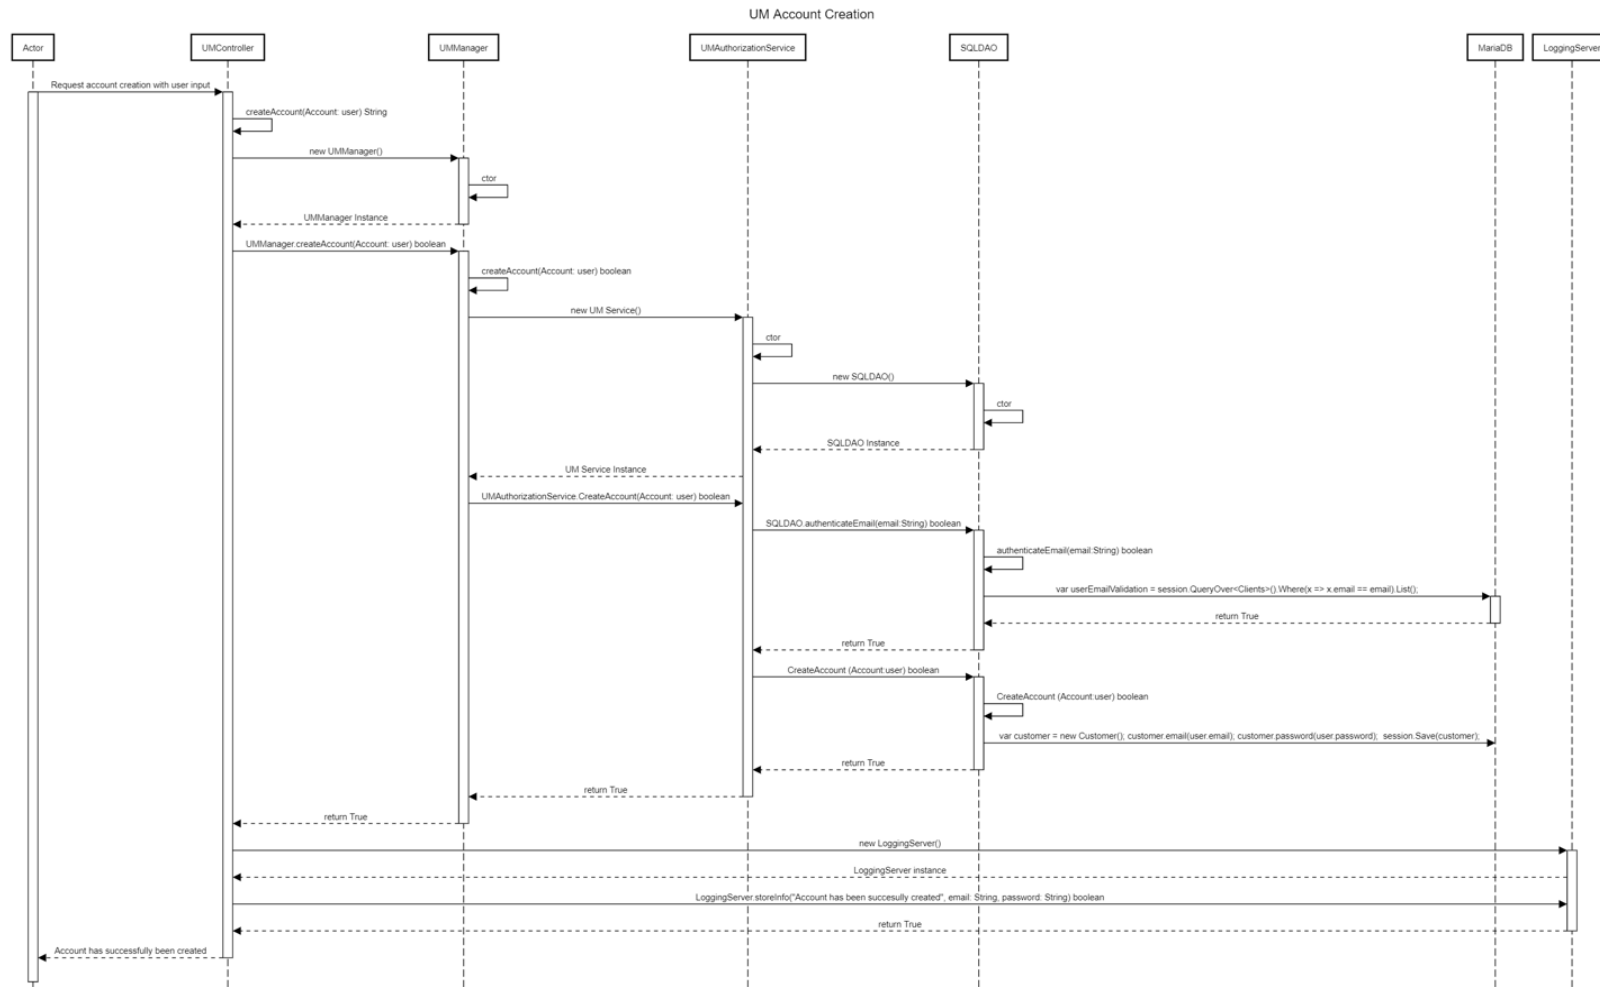 UM Account Creation
Actor
UMController
UMManager
UMAuthorizationService
SQLDAO
MariaDB
LoggingServer
Request account creation with user input
createAccount(Account: user) String
new UMManager()
ctor
UMManager Instance
UMManager.createAccount(Account: user) boolean
createAccount(Account: user) boolean
new UM Service()
ctor
new SQLDAO()
ctor
SQLDAO Instance
UM Service Instance
UMAuthorizationService.CreateAccount(Account: user) boolean
SQLDAO.authenticateEmail(email:String) boolean
authenticateEmail(email:String) boolean
var userEmailValidation = session.QueryOver<Clients>().Where(x => x.email == email).List();
return True
return True
CreateAccount (Account:user) boolean
CreateAccount (Account:user) boolean
var customer = new Customer(); customer.email(user.email); customer.password(user.password); session.Save(customer);
return True
return True
return True
new LoggingServer()
LoggingServer instance
LoggingServer.storeInfo("Account has been succesully created", email: String, password: String) boolean
return True
Account has successfully been created